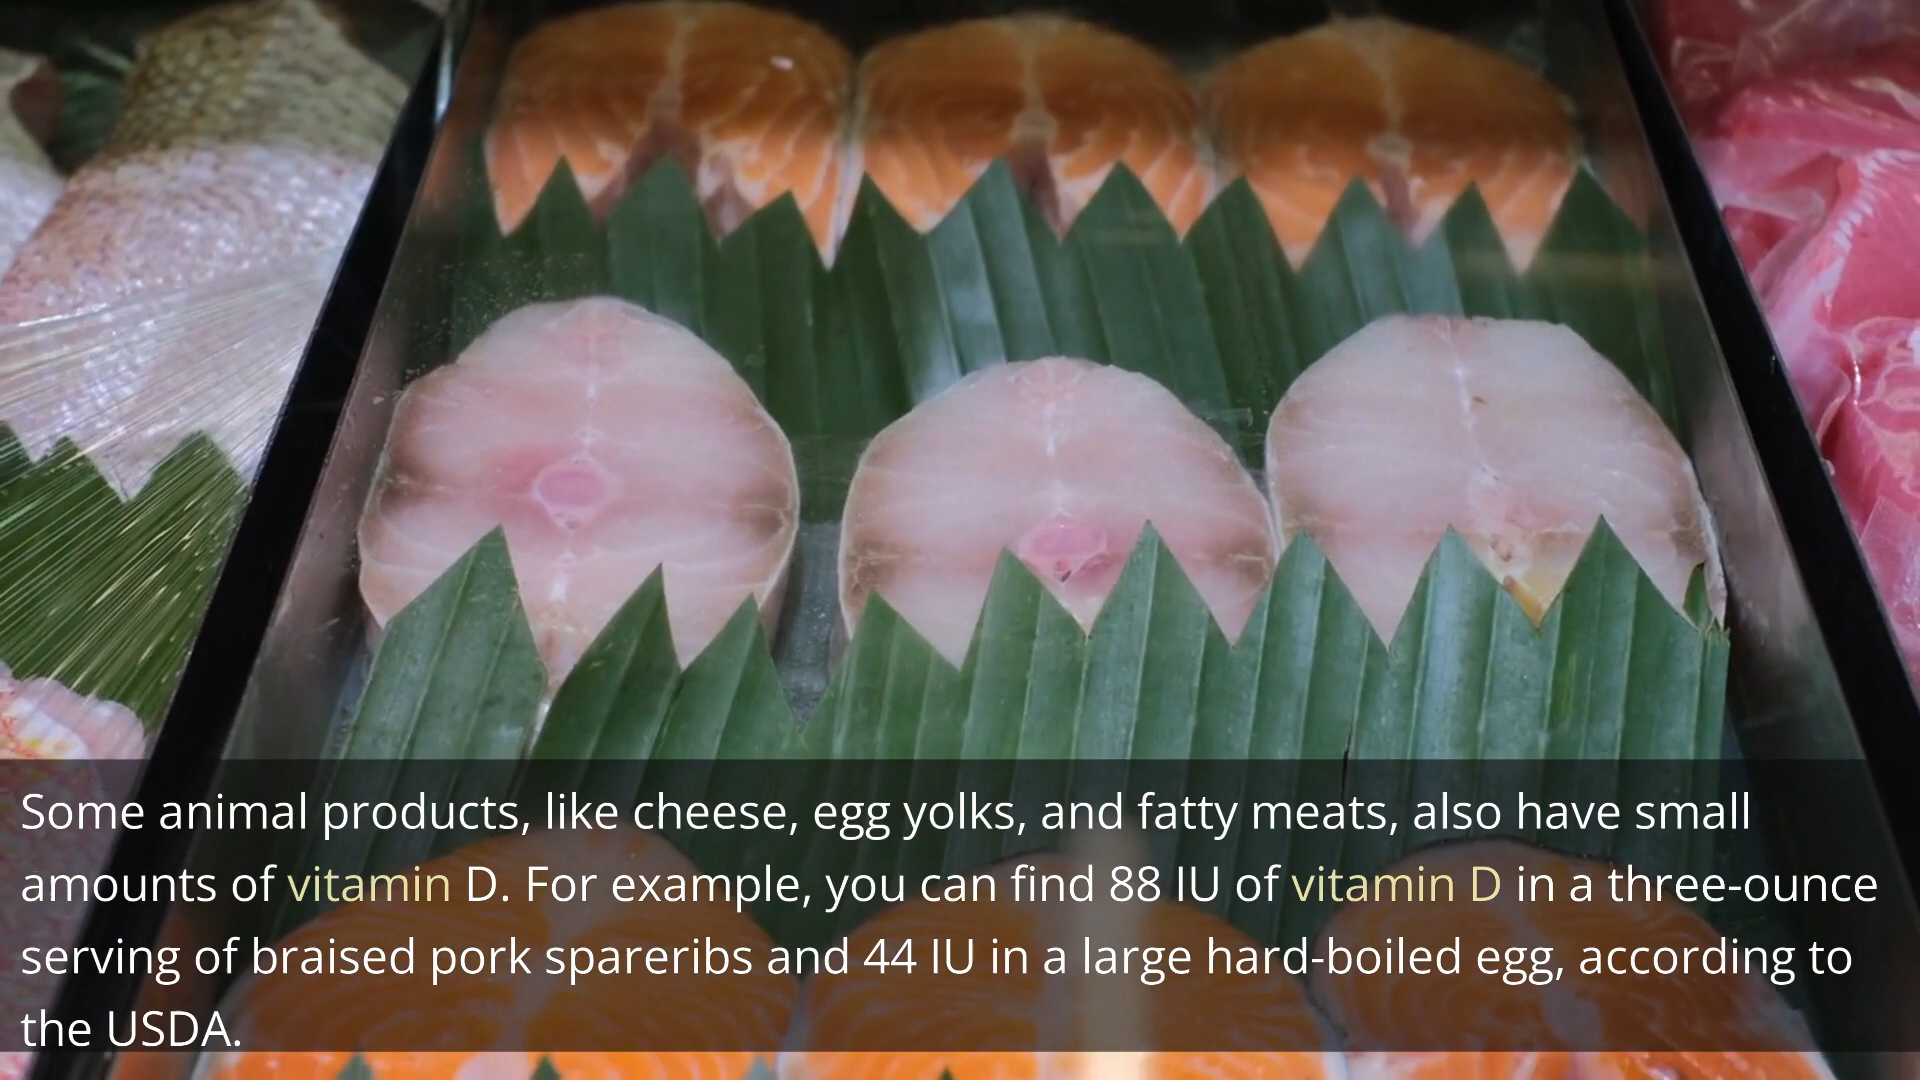 Some animal products, like cheese, egg yolks, and fatty meats, also have small
amounts of vitamin D. For example, you can find 88 IU of vitamin D in a three-ounce
serving of braised pork spareribs and 44 IU in a large hard-boiled egg, according to
the USDA.